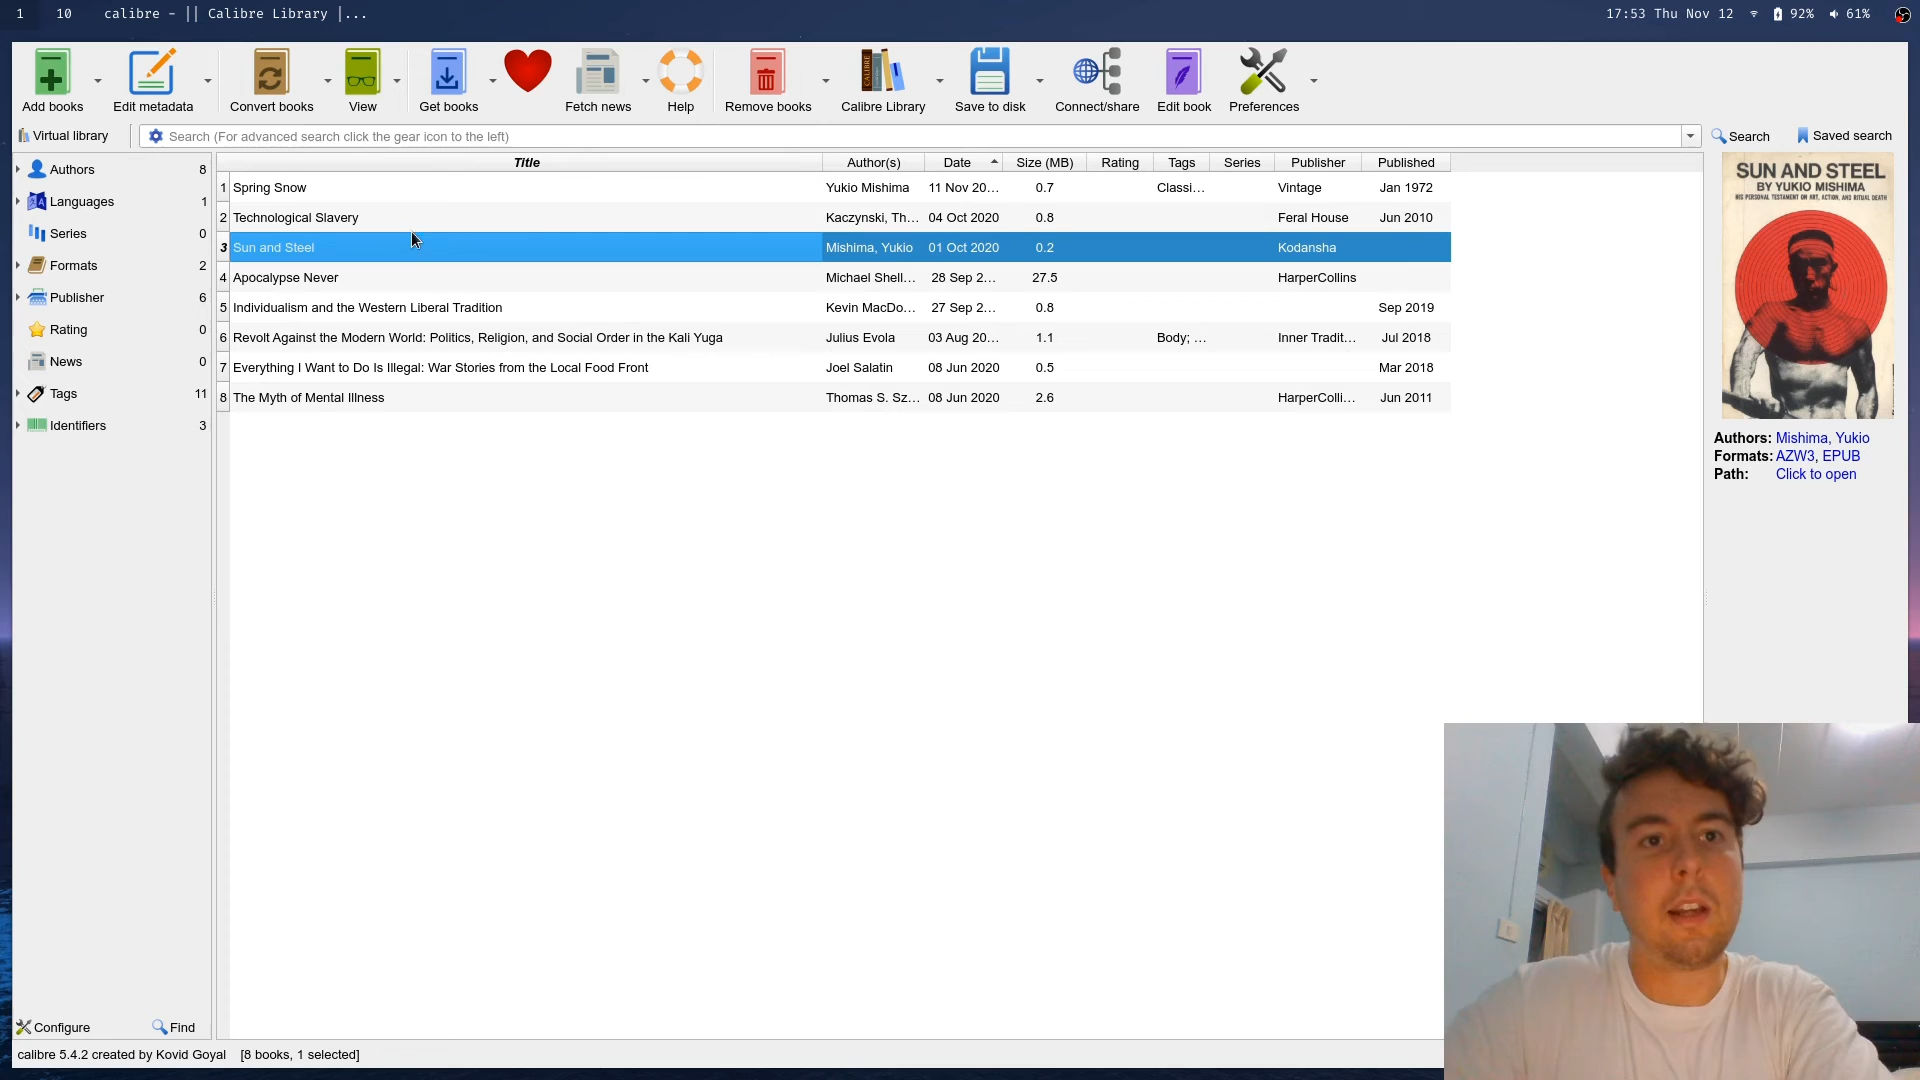 1 10 calibre - || Calibre Library |... 17:53 Thu Nov 12 92% 61%
Add books Edit metadata Convert books View Get books Fetch news Help Remove books Calibre Library Save to disk Connect/share Edit book Preferences
Virtual library Search (For advanced search click the gear icon to the left) Search Saved search
Authors 8
Languages 1
Series 0
Formats 2
Publisher 6
Rating 0
News 0
Tags 11
Identifiers 3
Configure Find
Title Author(s) Date Size (MB) Rating Tags Series Publisher Published
1 Spring Snow Yukio Mishima 11 Nov 20... 0.7 Classi... Vintage Jan 1972
2 Technological Slavery Kaczynski, Th... 04 Oct 2020 0.8 Feral House Jun 2010
3 Sun and Steel Mishima, Yukio 01 Oct 2020 0.2 Kodansha
4 Apocalypse Never Michael Shell... 28 Sep 2... 27.5 HarperCollins
5 Individualism and the Western Liberal Tradition Kevin MacDo... 27 Sep 2... 0.8 Sep 2019
6 Revolt Against the Modern World: Politics, Religion, and Social Order in the Kali Yuga Julius Evola 03 Aug 20... 1.1 Body; ... Inner Tradit... Jul 2018
7 Everything I Want to Do Is Illegal: War Stories from the Local Food Front Joel Salatin 08 Jun 2020 0.5 Mar 2018
8 The Myth of Mental Illness Thomas S. Sz... 08 Jun 2020 2.6 HarperColli... Jun 2011
SUN AND STEEL
BY YUKIO MISHIMA
HIS PERSONAL TESTAMENT ON ART, ACTION, AND RITUAL DEATH
Authors: Mishima, Yukio
Formats: AZW3, EPUB
Path: Click to open
calibre 5.4.2 created by Kovid Goyal [8 books, 1 selected]